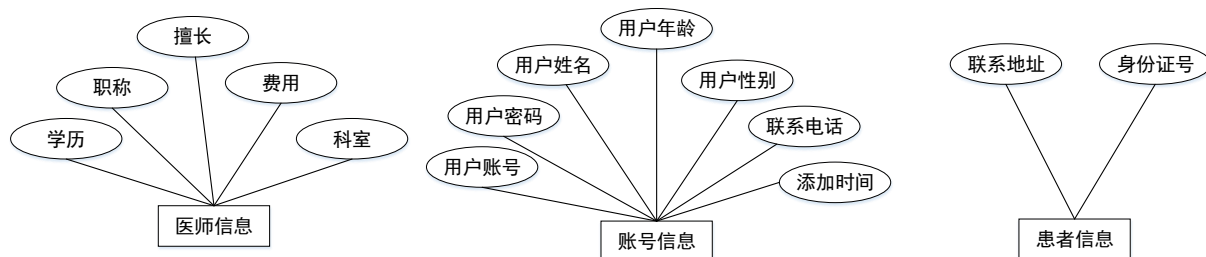 擅长
职称
费用
学历
科室
医师信息
用户年龄
用户姓名
用户性别
用户密码
联系电话
用户账号
添加时间
账号信息
联系地址
身份证号
患者信息